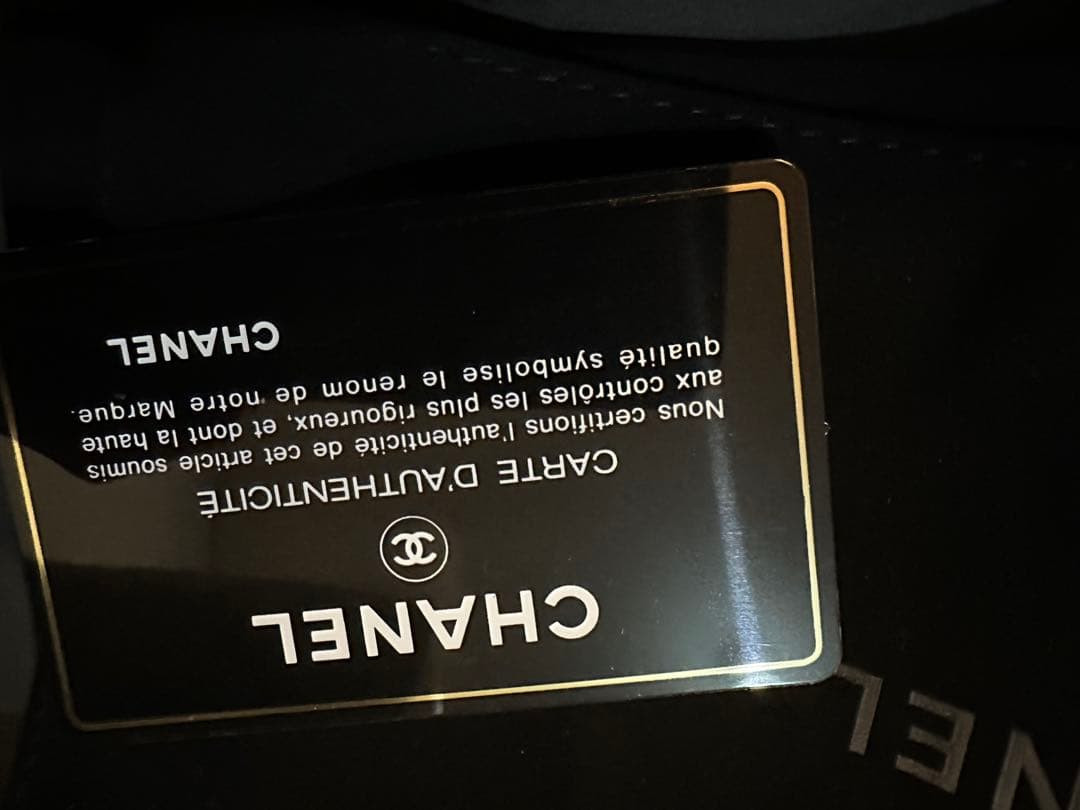 CHANEL
CARTE D'AUTHENTICITÉ
Nous certifions l'authenticité de cet article soumis
aux contrôles les plus rigoureux, et dont la haute
qualité symbolise le renom de notre Marque.
CHANEL
NEL